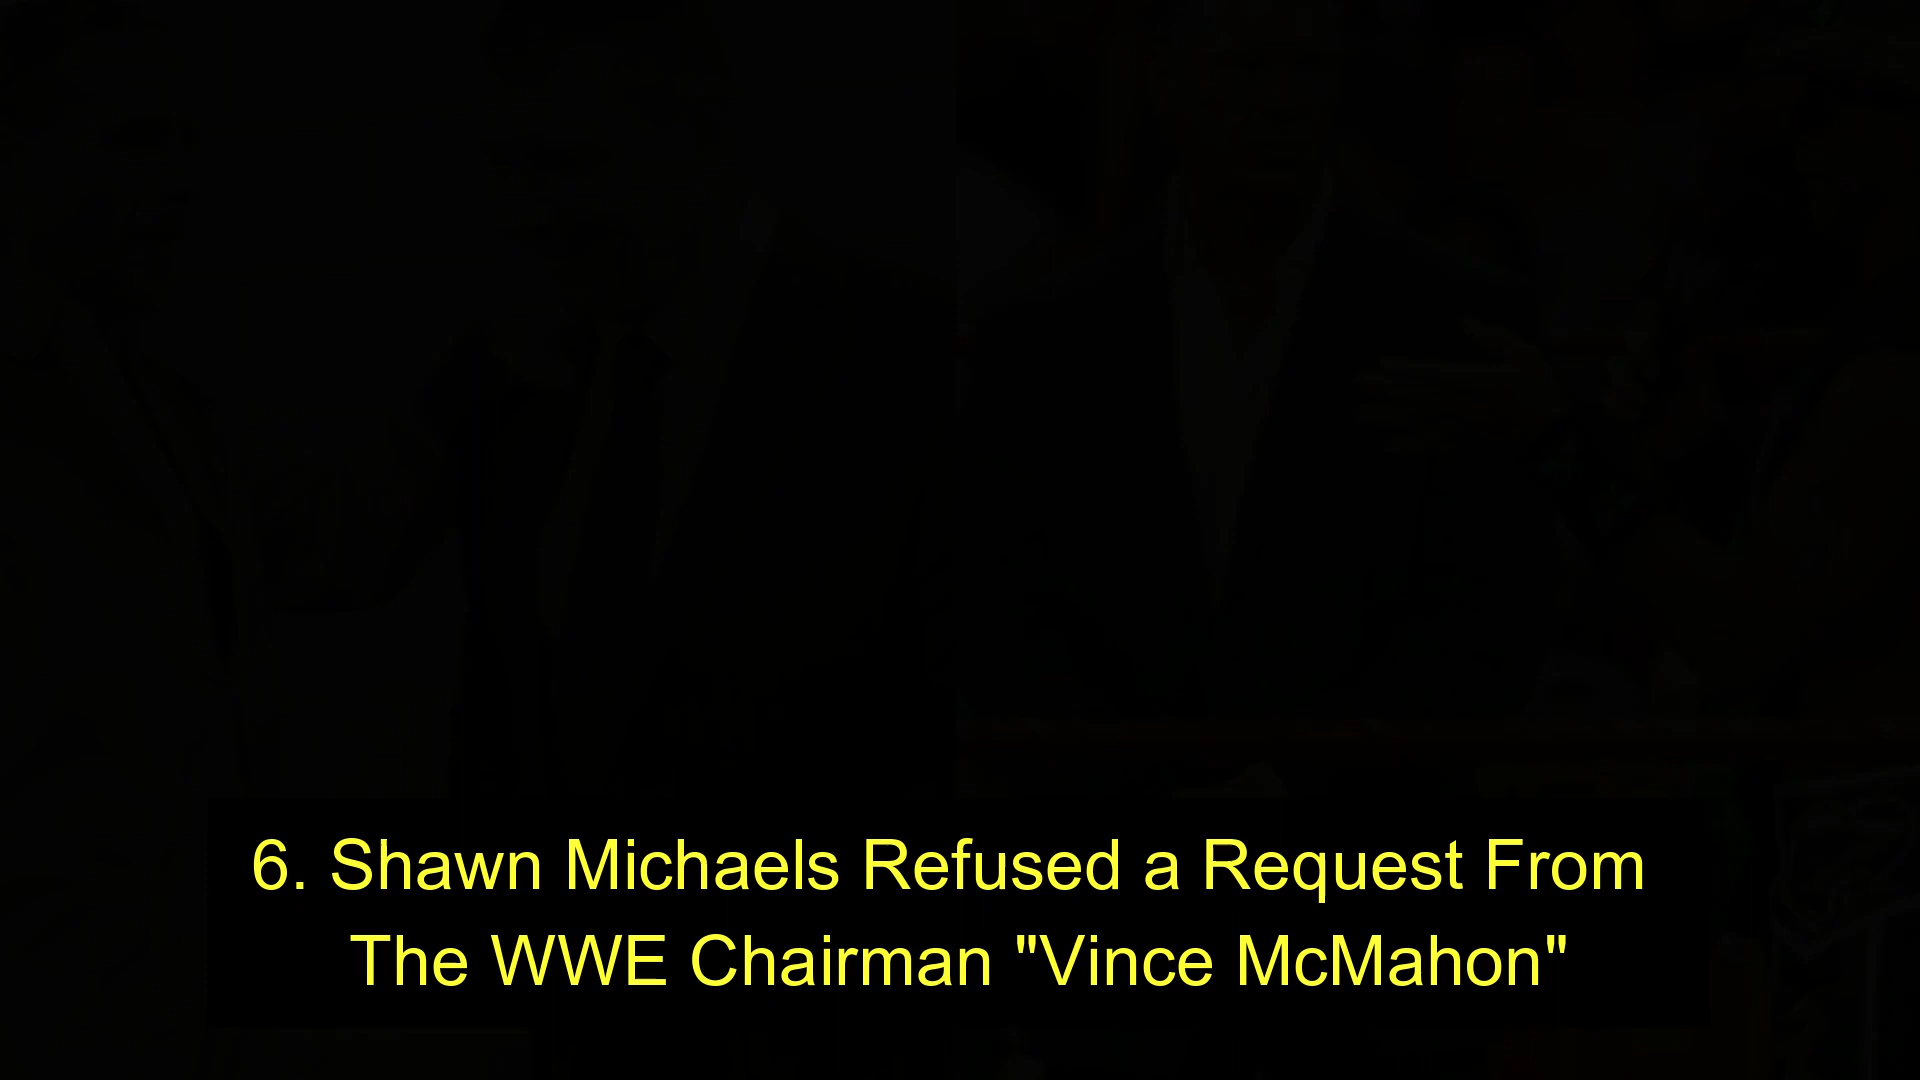 6. Shawn Michaels Refused a Request From
The WWE Chairman "Vince McMahon"